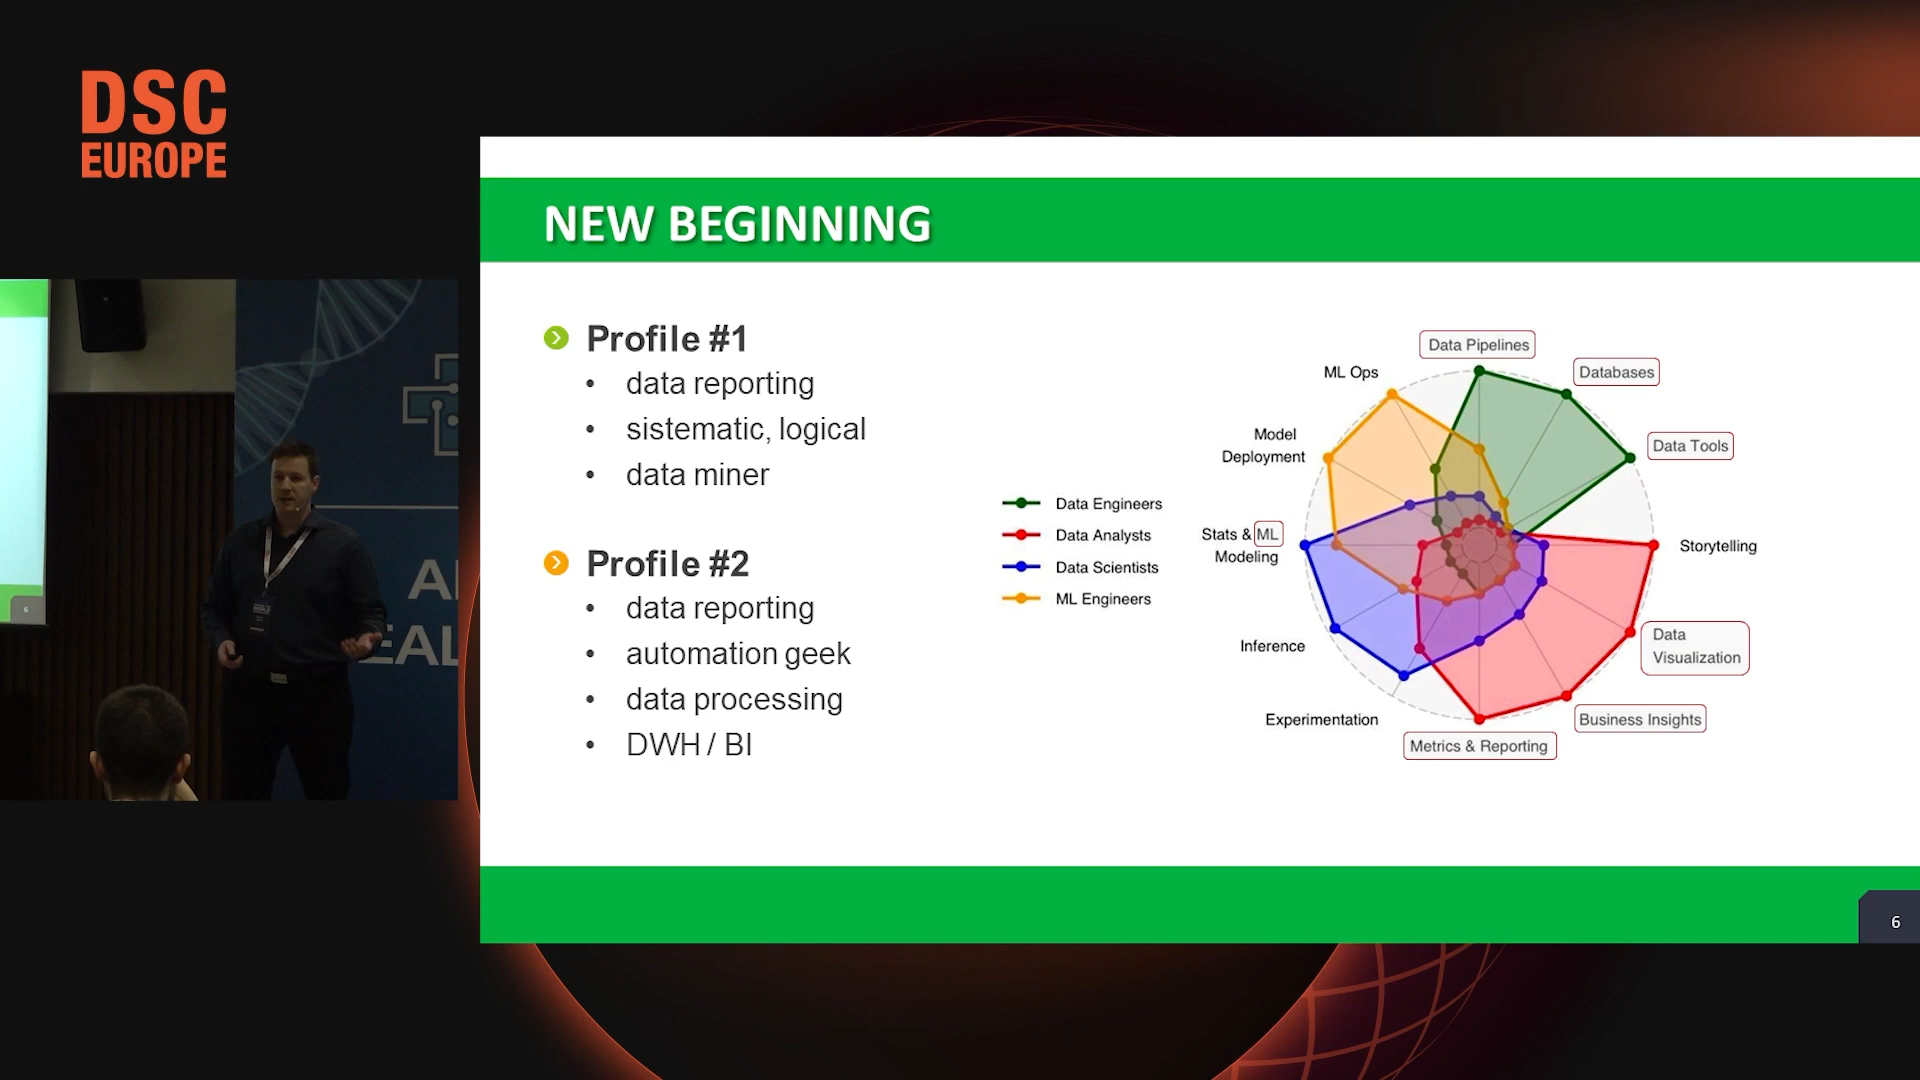 DSC
EUROPE
NEW BEGINNING
Profile #1
• data reporting
• sistematic, logical
• data miner
Profile #2
• data reporting
• automation geek
• data processing
• DWH / BI
Data Engineers
Data Analysts
Data Scientists
ML Engineers
Data Pipelines
Databases
Data Tools
Storytelling
Data
Visualization
Business Insights
Metrics & Reporting
Experimentation
Inference
Stats & ML
Modeling
Model
Deployment
ML Ops
6
6